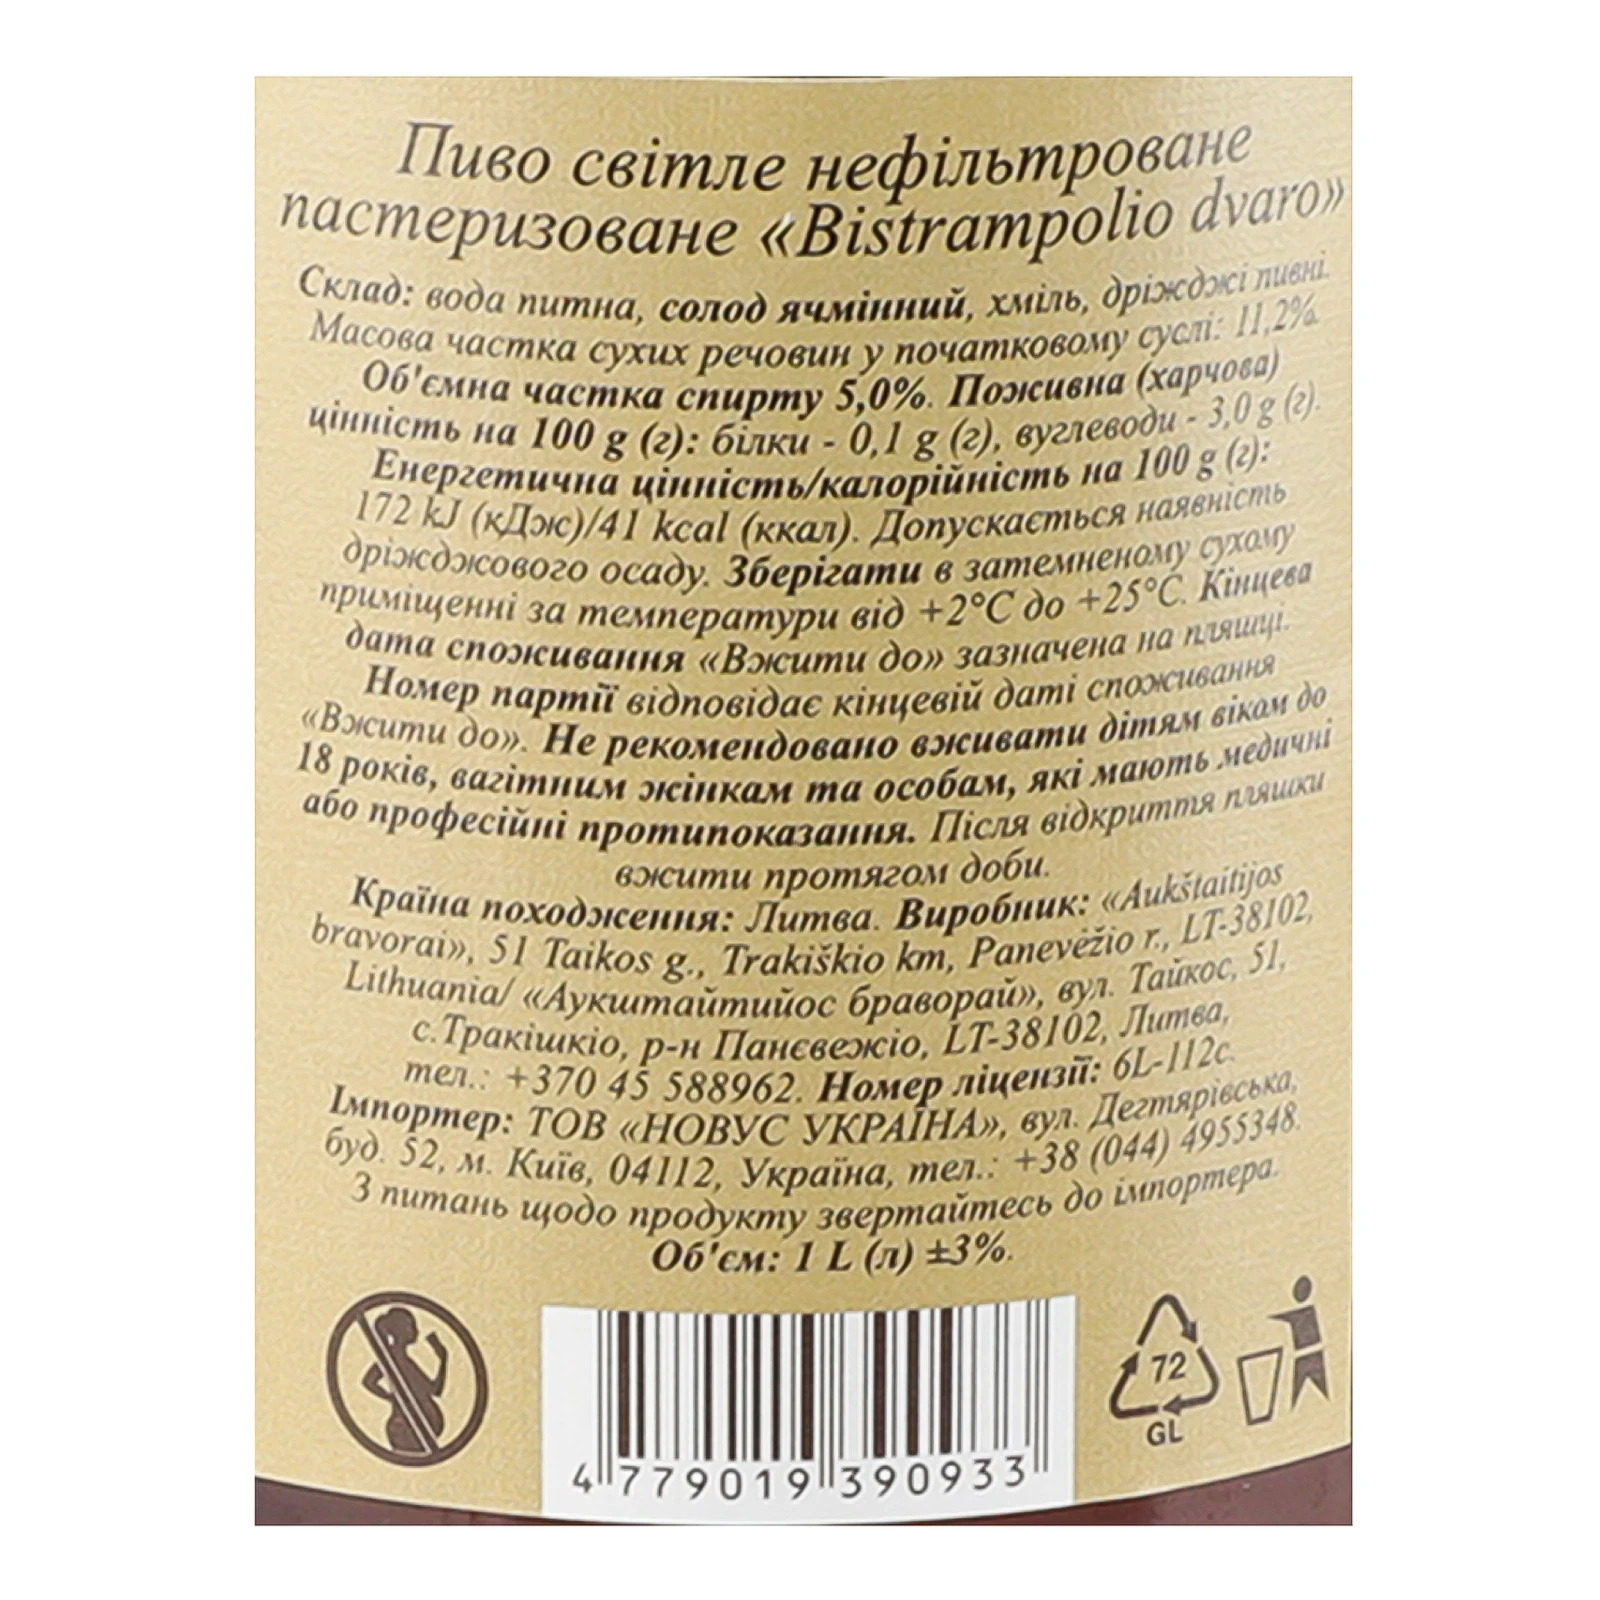 Пиво світле нефільтроване
пастеризоване «Bistrampolio dvaro»
Склад: вода питна, солод ячмінний, хміль, дріжджі пивні.
Масова частка сухих речовин у початковому суслі: 11,2%.
Об'ємна частка спирту 5,0%. Поживна (харчова)
цінність на 100 g (г): білки - 0,1 g (г), вуглеводи - 3,0 g (г).
Енергетична цінність/калорійність на 100 g (г):
172 kJ (кДж)/41 kcal (ккал). Допускається наявність
дріжджового осаду. Зберігати в затемненому сухому
приміщенні за температури від +2°C до +25°C. Кінцева
дата споживання «Вжити до» зазначена на пляшці.
Номер партії відповідає кінцевій даті споживання
«Вжити до». Не рекомендовано вживати дітям віком до
18 років, вагітним жінкам та особам, які мають медичні
або професійні протипоказання. Після відкриття пляшки
вжити протягом доби.
Країна походження: Литва. Виробник: «Aukštaitijos
bravorai», 51 Taikos g., Trakiškio km, Panevėžio r., LT-38102,
Lithuania/ «Аукштайтийос браворай», вул. Тайкос, 51,
с.Тракішкіо, р-н Панєвежіо, LT-38102, Литва,
тел.: +370 45 588962. Номер ліцензії: 6L-112c.
Імпортер: ТОВ «НОВУС УКРАЇНА», вул. Дегтярівська,
буд. 52, м. Київ, 04112, Україна, тел.: +38 (044) 4955348.
З питань щодо продукту звертайтесь до імпортера.
Об'єм: 1 L (л) ±3%.
72
GL
4 779019 390933